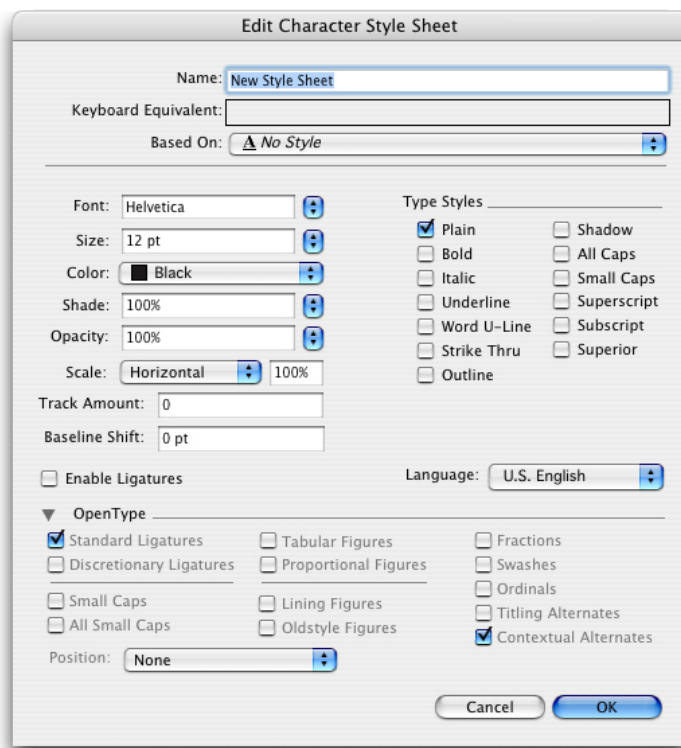 Edit Character Style Sheet
Name: New Style Sheet
Keyboard Equivalent:
Based On: A No Style
Font: Helvetica
Size: 12 pt
Color: Black
Shade: 100%
Opacity: 100%
Scale: Horizontal 100%
Track Amount: 0
Baseline Shift: 0 pt
Type Styles
Plain
Bold
Italic
Underline
Word U-Line
Strike Thru
Outline
Shadow
All Caps
Small Caps
Superscript
Subscript
Superior
Enable Ligatures
Language: U.S. English
OpenType
Standard Ligatures
Discretionary Ligatures
Small Caps
All Small Caps
Tabular Figures
Proportional Figures
Lining Figures
Oldstyle Figures
Fractions
Swashes
Ordinals
Titling Alternates
Contextual Alternates
Position: None
Cancel
OK